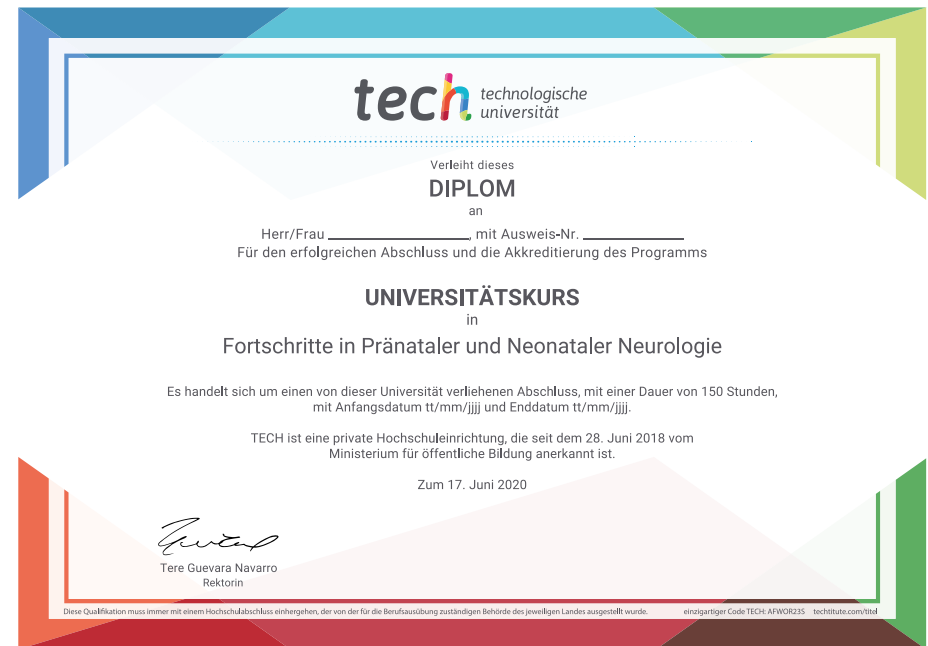 tech technologische
universität
Verleiht dieses
DIPLOM
an
Herr/Frau ____________________, mit Ausweis-Nr. ______________
Für den erfolgreichen Abschluss und die Akkreditierung des Programms
UNIVERSITÄTSKURS
in
Fortschritte in Pränataler und Neonataler Neurologie
Es handelt sich um einen von dieser Universität verliehenen Abschluss, mit einer Dauer von 150 Stunden,
mit Anfangsdatum tt/mm/jjjj und Enddatum tt/mm/jjjj.
TECH ist eine private Hochschuleinrichtung, die seit dem 28. Juni 2018 vom
Ministerium für öffentliche Bildung anerkannt ist.
Zum 17. Juni 2020
Tere Guevara Navarro
Rektorin
Diese Qualifikation muss immer mit einem Hochschulabschluss einhergehen, der von der für die Berufsausübung zuständigen Behörde des jeweiligen Landes ausgestellt wurde. einzigartiger Code TECH: AFWOR23S techtitute.com/titel